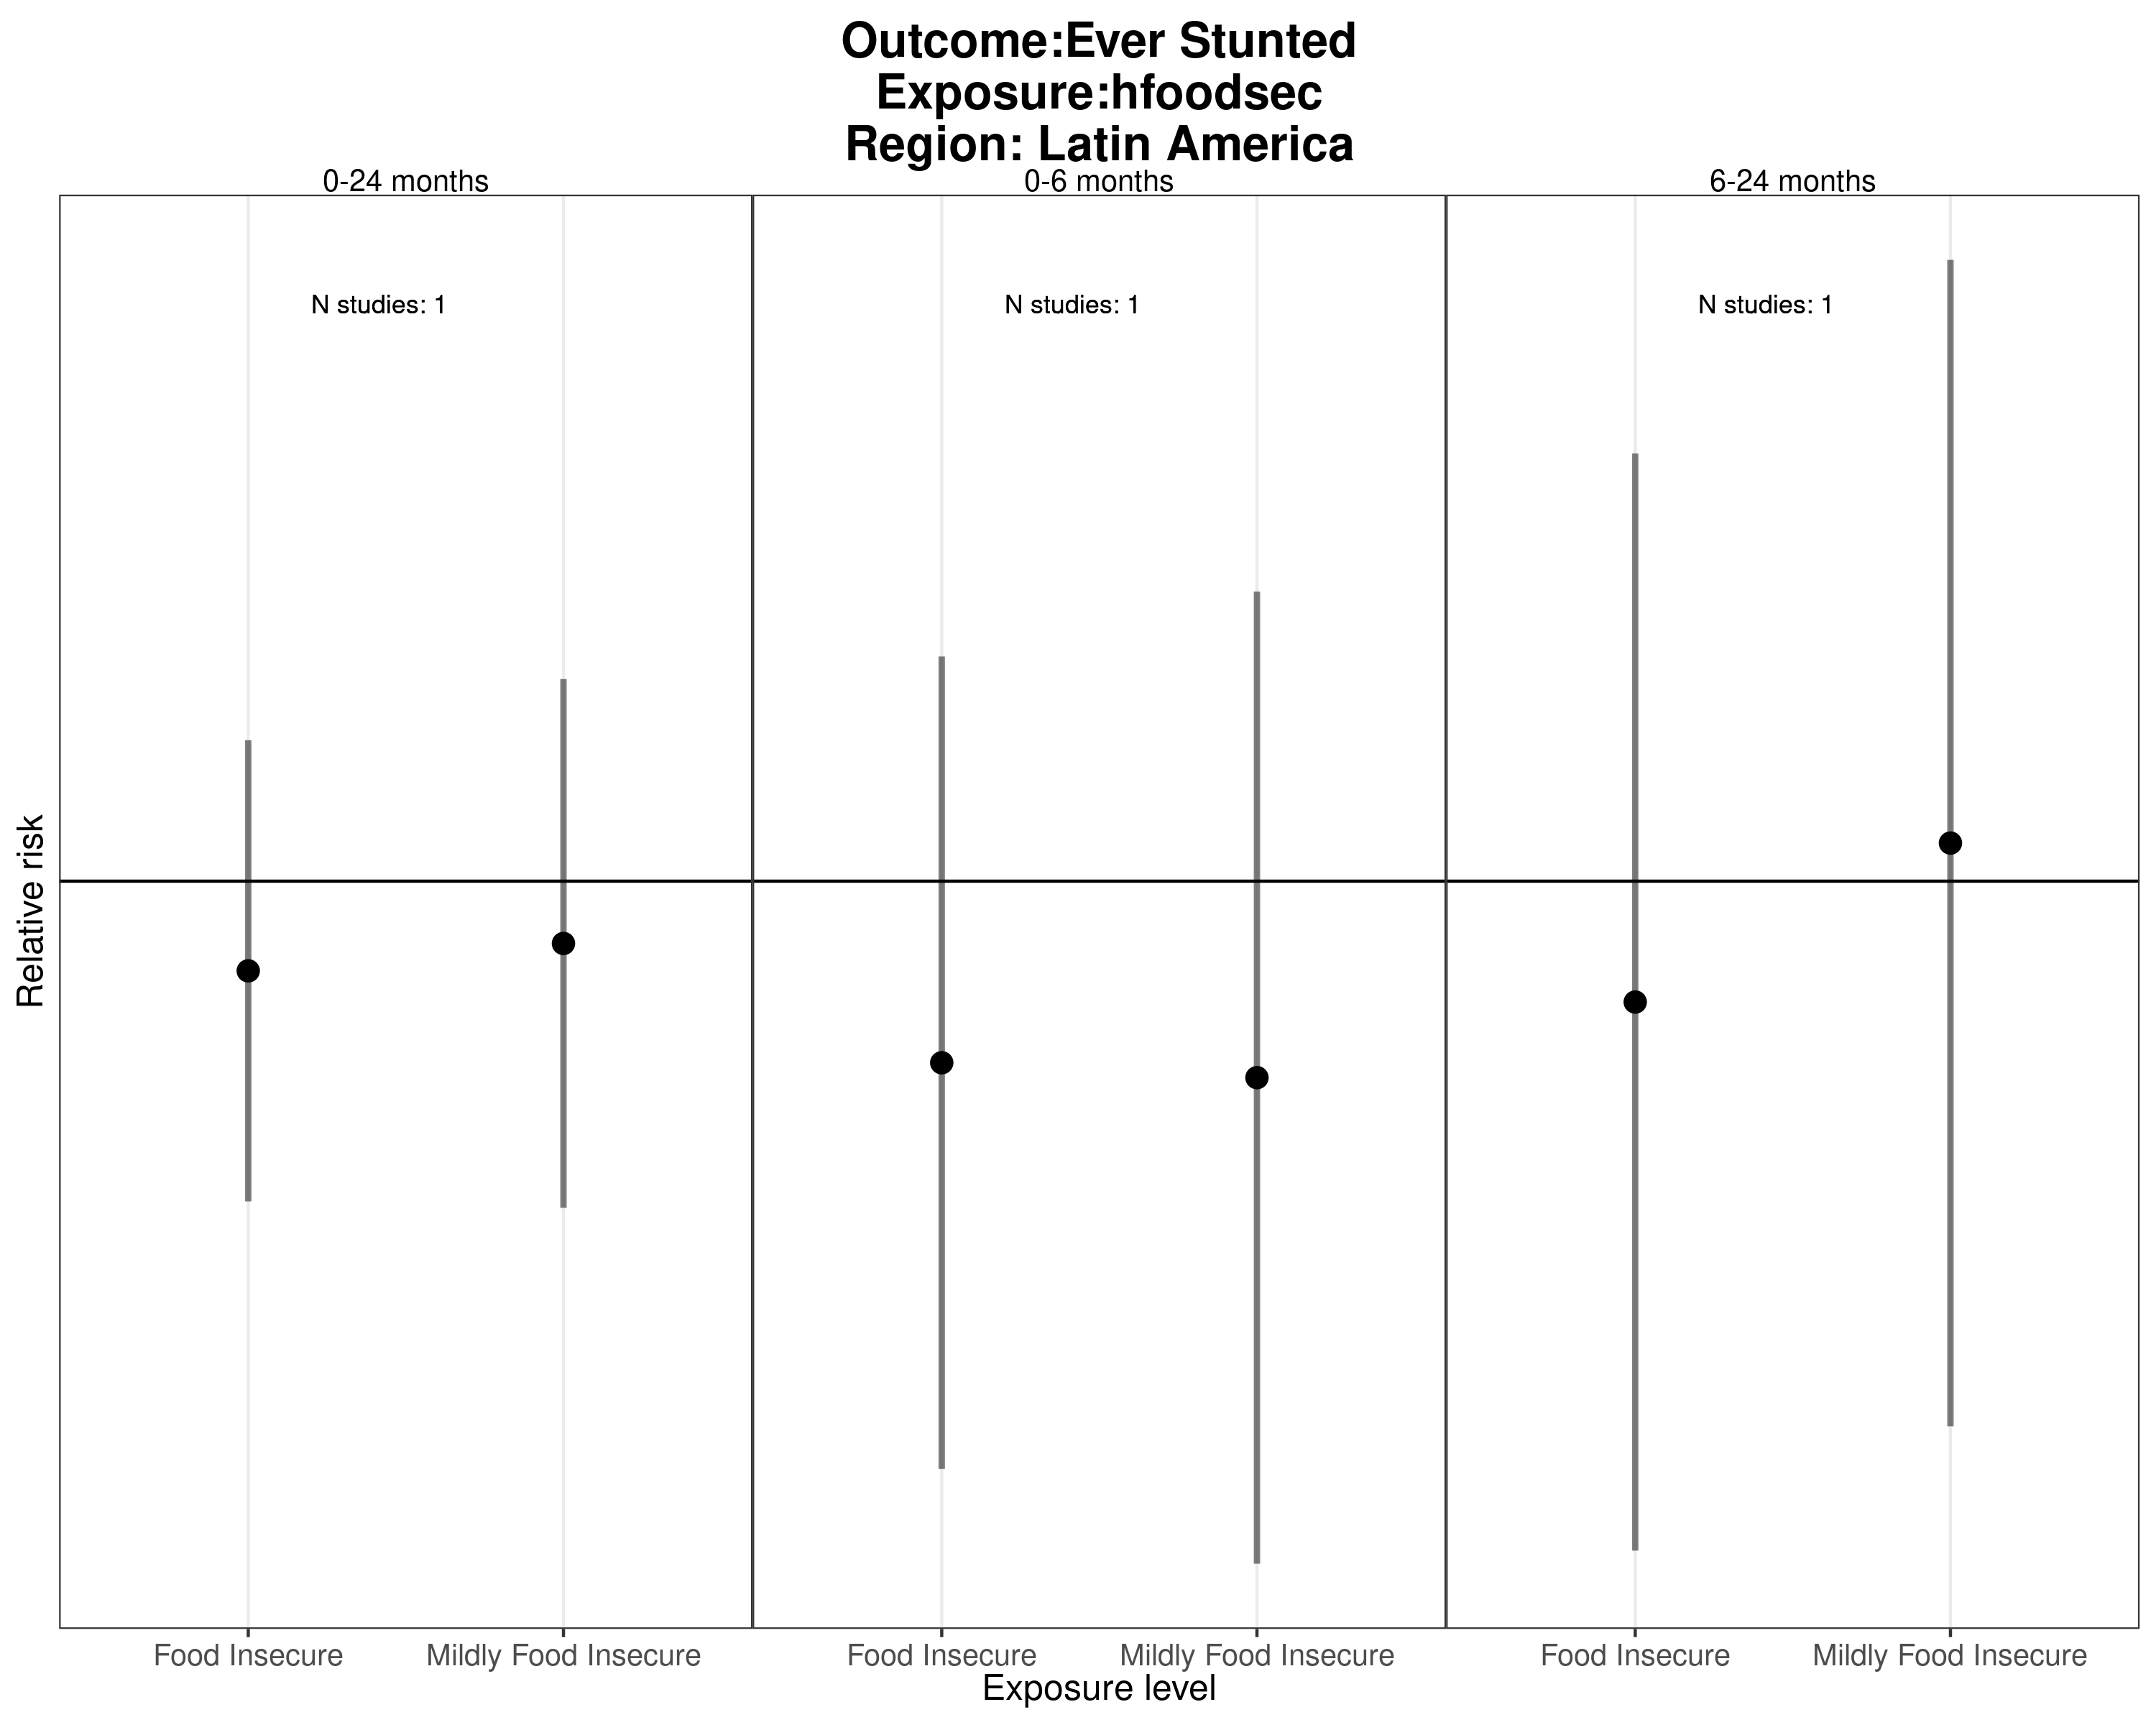 Outcome:Ever Stunted
Exposure:hfoodsec
Region: Latin America
0-24 months
0-6 months
6-24 months
N studies: 1
N studies: 1
N studies: 1
Relative risk
Food Insecure
Mildly Food Insecure
Food Insecure
Mildly Food Insecure
Food Insecure
Mildly Food Insecure
Exposure level